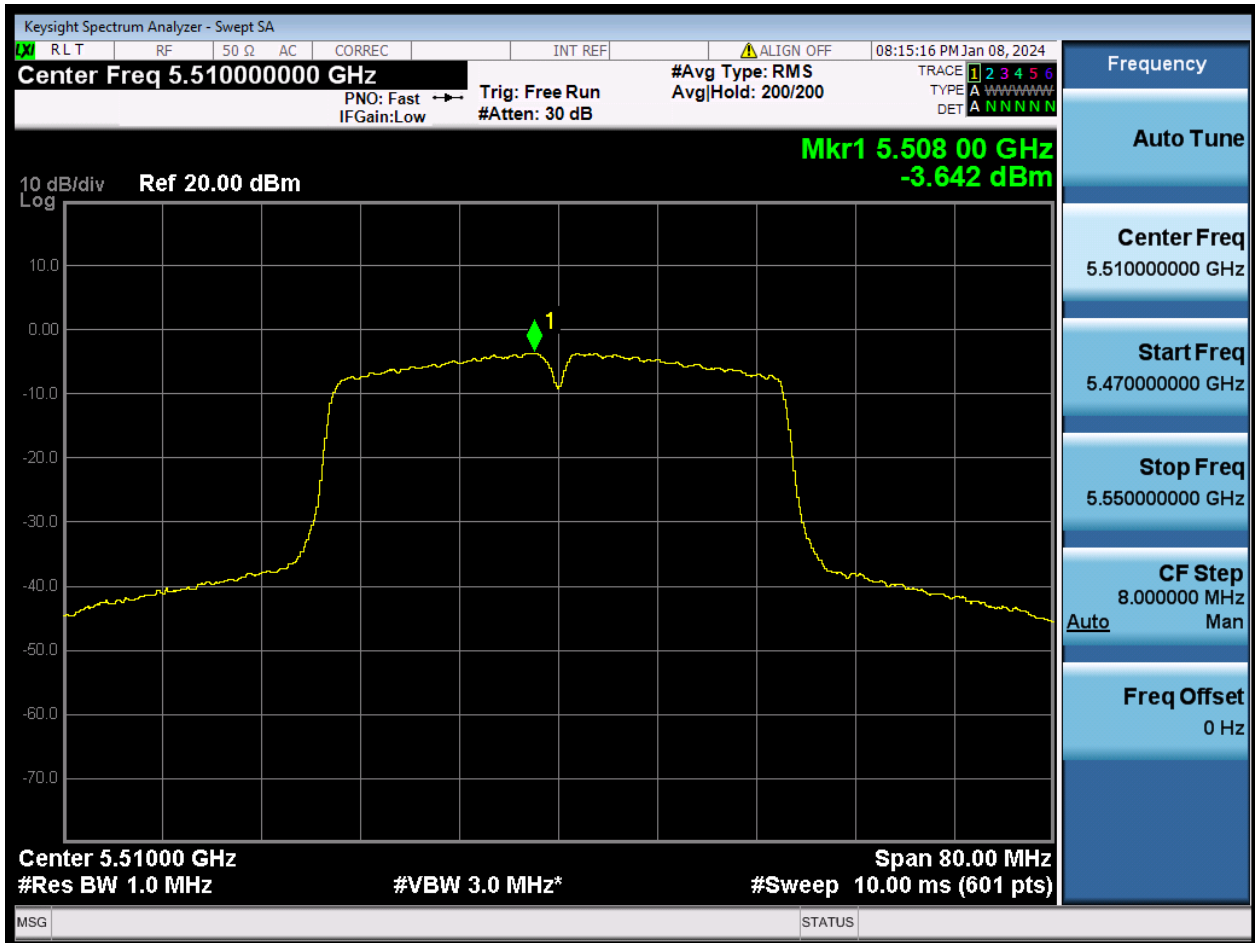 Keysight Spectrum Analyzer - Swept SA
LXI RLT RF 50 Ω AC CORREC INT REF ALIGN OFF 08:15:16 PM Jan 08, 2024
Center Freq 5.510000000 GHz
PNO: Fast
IFGain:Low
Trig: Free Run
#Atten: 30 dB
#Avg Type: RMS
Avg|Hold: 200/200
TRACE 1 2 3 4 5 6
TYPE A WWWWW
DET A N N N N N
Mkr1 5.508 00 GHz
-3.642 dBm
10 dB/div Ref 20.00 dBm
Log
10.0
0.00
1
-10.0
-20.0
-30.0
-40.0
-50.0
-60.0
-70.0
Center 5.51000 GHz Span 80.00 MHz
#Res BW 1.0 MHz #VBW 3.0 MHz* #Sweep 10.00 ms (601 pts)
MSG STATUS
Frequency
Auto Tune
Center Freq
5.510000000 GHz
Start Freq
5.470000000 GHz
Stop Freq
5.550000000 GHz
CF Step
8.000000 MHz
Auto Man
Freq Offset
0 Hz